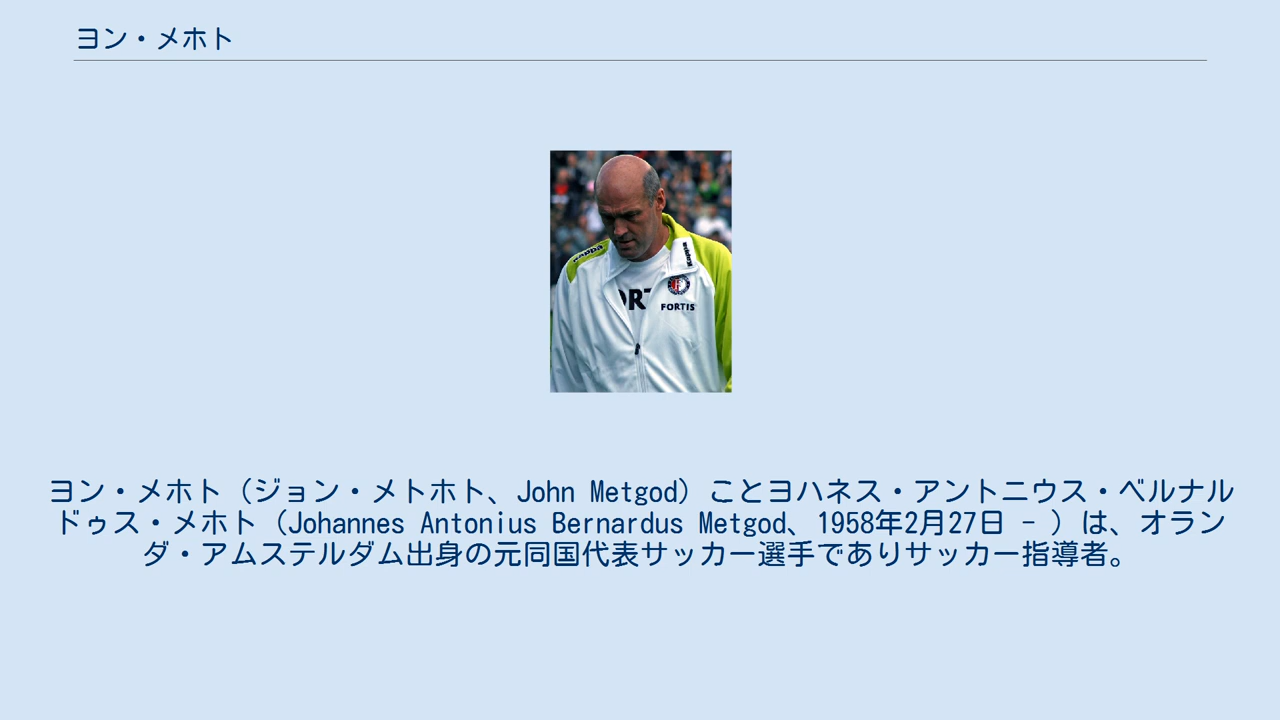 ヨン・メホト
kappa
kappa
ORT
FORTIS
ヨン・メホト（ジョン・メトホト、John Metgod）ことヨハネス・アントニウス・ベルナル
ドゥス・メホト（Johannes Antonius Bernardus Metgod、1958年2月27日 - ）は、オラン
ダ・アムステルダム出身の元同国代表サッカー選手でありサッカー指導者。